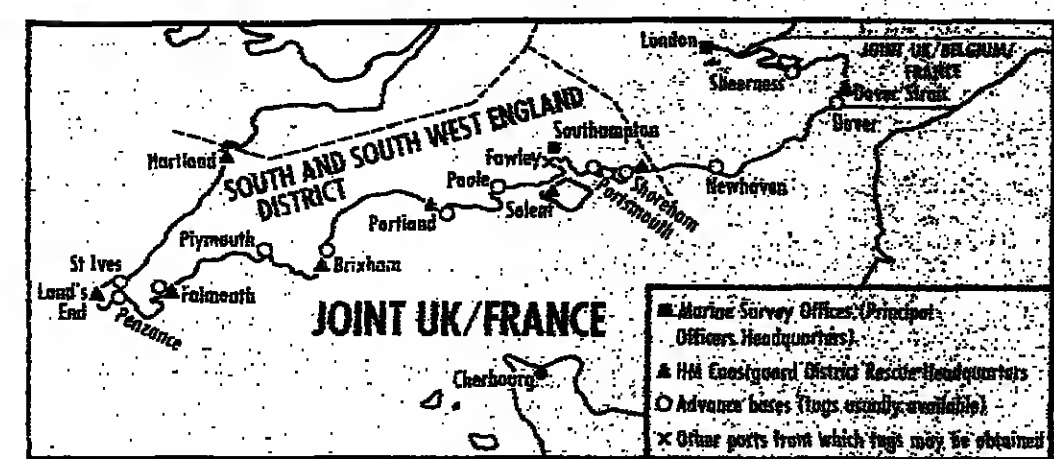 London
JOINT UK/BELGIUM/
FRANCE
Sheerness
Dover Strait
Dover
Southampton
Hartland
SOUTH AND SOUTH WEST ENGLAND
DISTRICT
Fawley
Poole
Newhaven
Shoreham
Portsmouth
Solent
Portland
Plymouth
Brixham
St Ives
Land's
End
Falmouth
Penzance
JOINT UK/FRANCE
Cherbourg
Marine Survey Offices (Principal
Officers Headquarters)
HM Coastguard District Rescue Headquarters
Advance bases (tugs usually available)
× Other ports from which tugs may be obtained